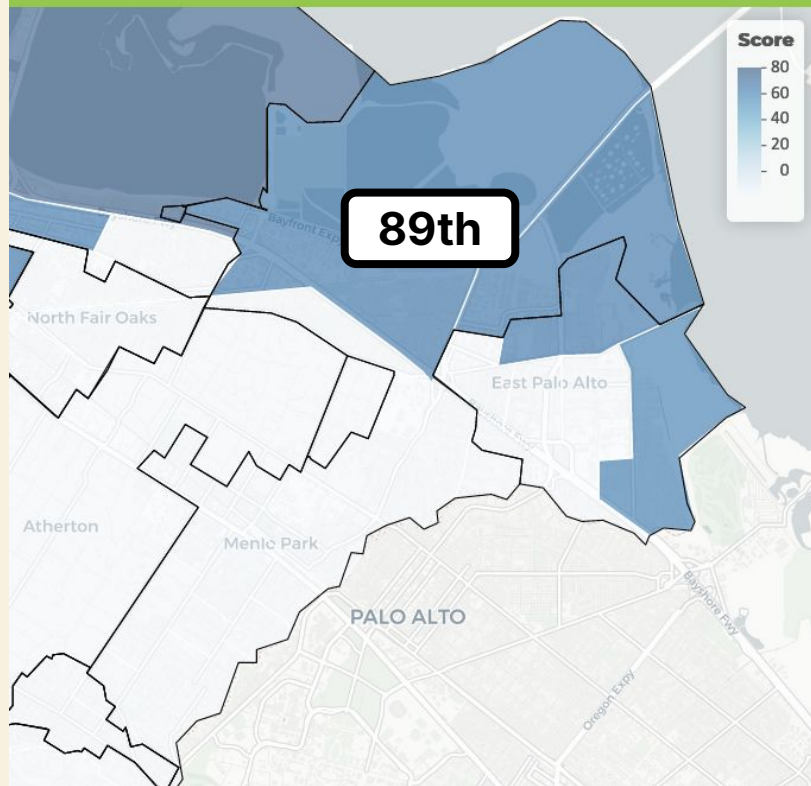 Score
80
60
40
20
0
89th
Bayfront Exp
North Fair Oaks
East Palo Alto
Atherton
Menlo Park
PALO ALTO
Bayshore Fwy
Oregon Expy